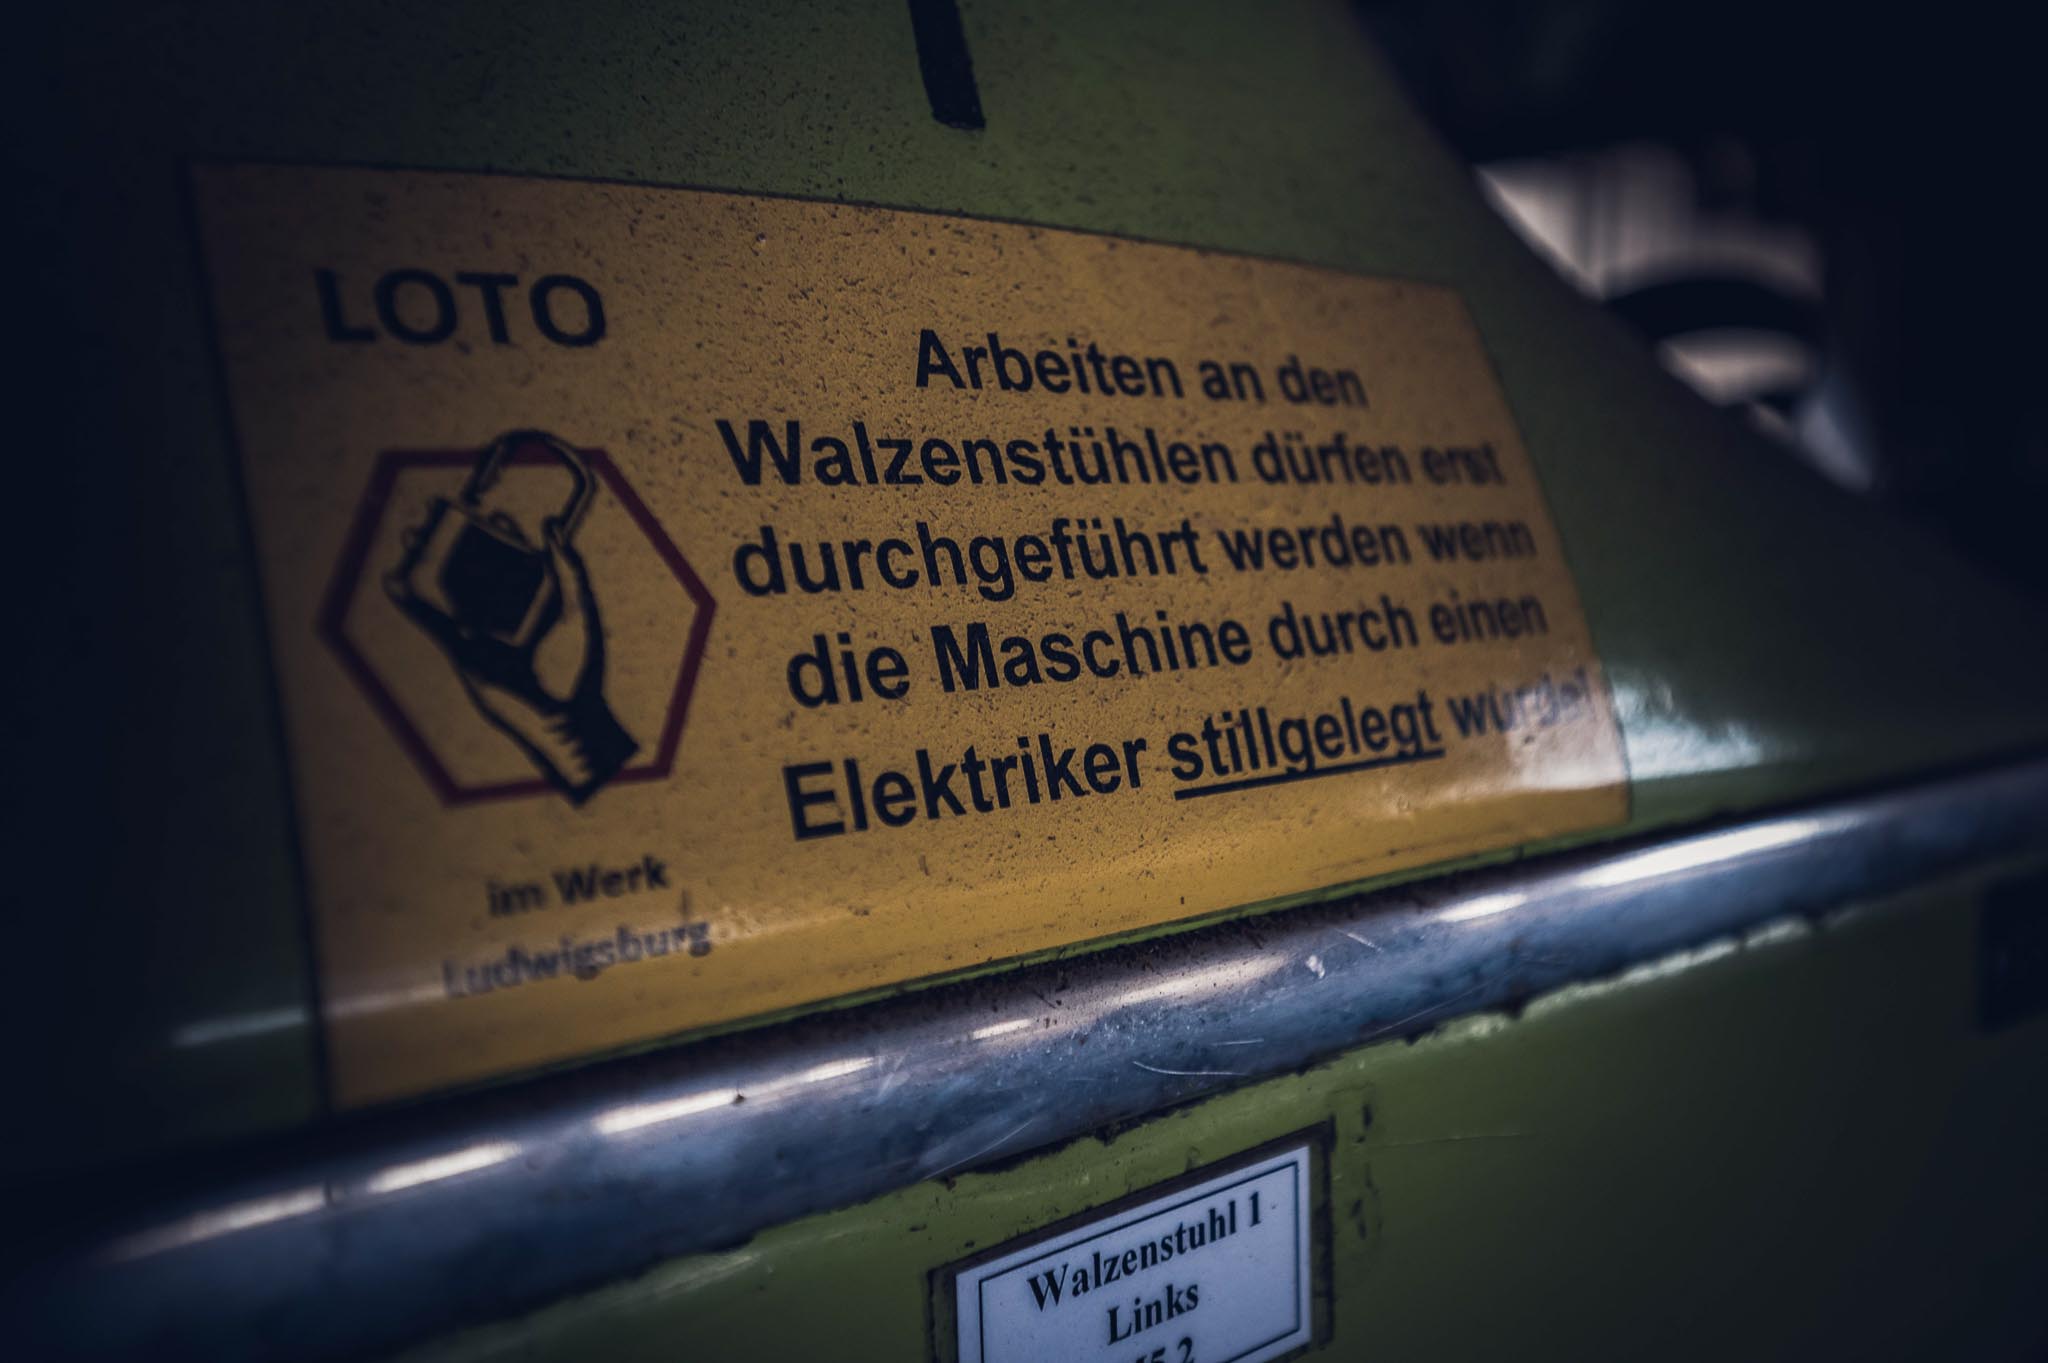 LOTO
Arbeiten an den
Walzenstühlen dürfen erst
durchgeführt werden wenn
die Maschine durch einen
Elektriker stillgelegt wurde!
im Werk
Ludwigsburg
Walzenstuhl 1
Links